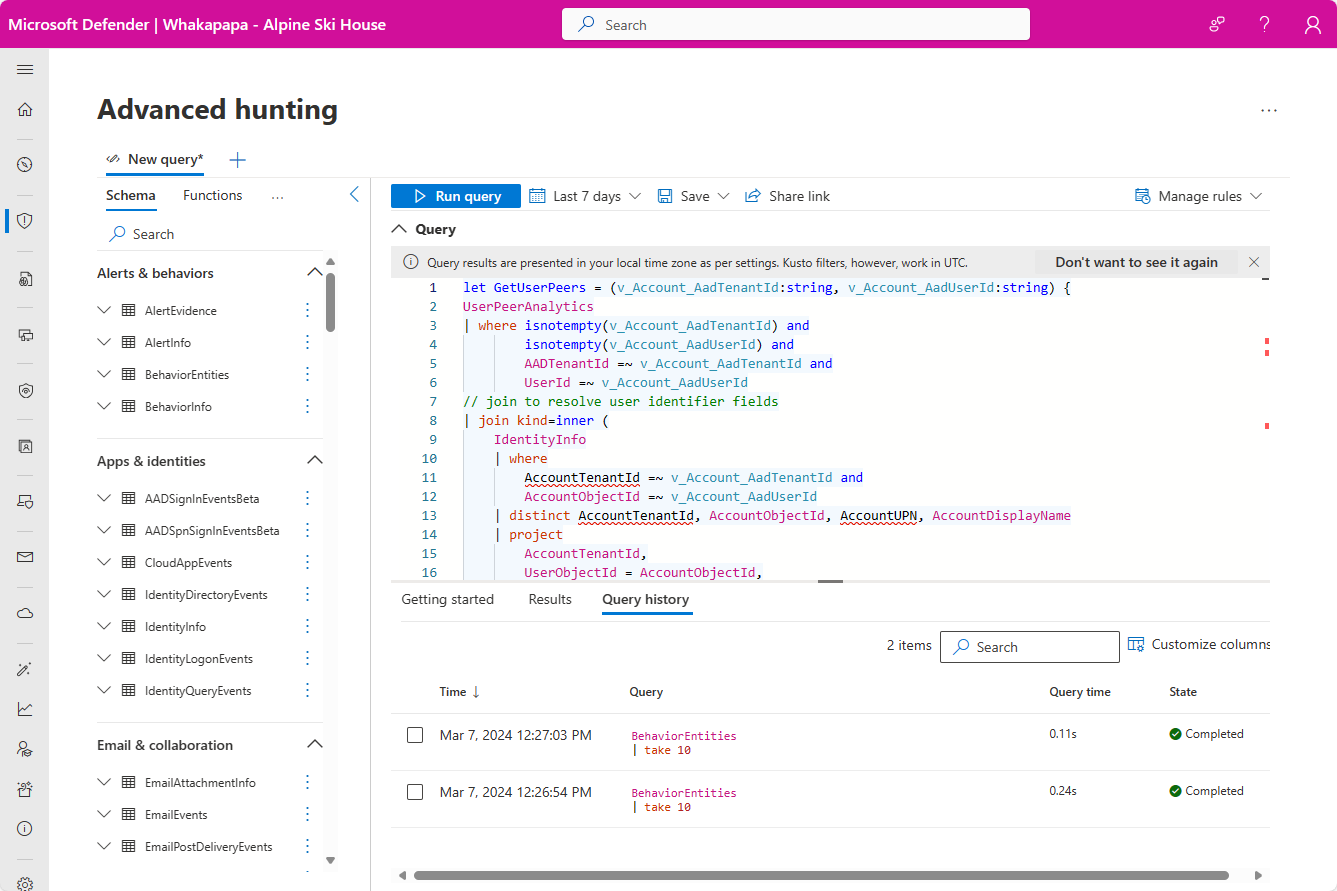 Microsoft Defender | Whakapapa - Alpine Ski House
Search
Advanced hunting
New query*
Schema
Functions
Search
Alerts & behaviors
AlertEvidence
AlertInfo
BehaviorEntities
BehaviorInfo
Apps & identities
AADSignInEventsBeta
AADSpnSignInEventsBeta
CloudAppEvents
IdentityDirectoryEvents
IdentityInfo
IdentityLogonEvents
IdentityQueryEvents
Email & collaboration
EmailAttachmentInfo
EmailEvents
EmailPostDeliveryEvents
Run query
Last 7 days
Save
Share link
Manage rules
Query
Query results are presented in your local time zone as per settings. Kusto filters, however, work in UTC.
Don't want to see it again
1 let GetUserPeers = (v_Account_AadTenantId:string, v_Account_AadUserId:string) {
2 UserPeerAnalytics
3 | where isnotempty(v_Account_AadTenantId) and
4 isnotempty(v_Account_AadUserId) and
5 AADTenantId =~ v_Account_AadTenantId and
6 UserId =~ v_Account_AadUserId
7 // join to resolve user identifier fields
8 | join kind=inner (
9 IdentityInfo
10 | where
11 AccountTenantId =~ v_Account_AadTenantId and
12 AccountObjectId =~ v_Account_AadUserId
13 | distinct AccountTenantId, AccountObjectId, AccountUPN, AccountDisplayName
14 | project
15 AccountTenantId,
16 UserObjectId = AccountObjectId,
Getting started
Results
Query history
2 items
Search
Customize columns
Time ↓
Query
Query time
State
Mar 7, 2024 12:27:03 PM
BehaviorEntities
| take 10
0.11s
Completed
Mar 7, 2024 12:26:54 PM
BehaviorEntities
| take 10
0.24s
Completed